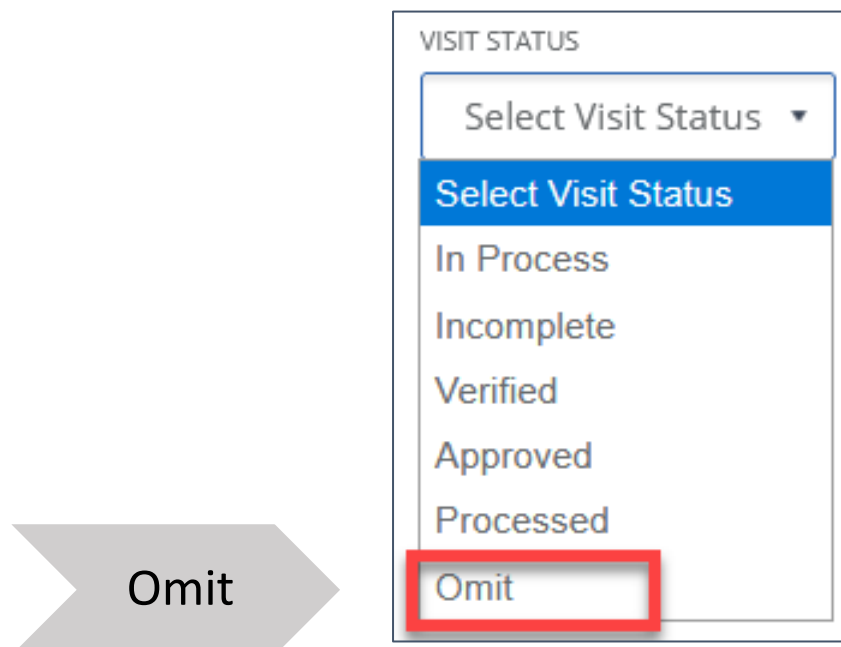 VISIT STATUS
Select Visit Status
Select Visit Status
In Process
Incomplete
Verified
Approved
Processed
Omit
Omit